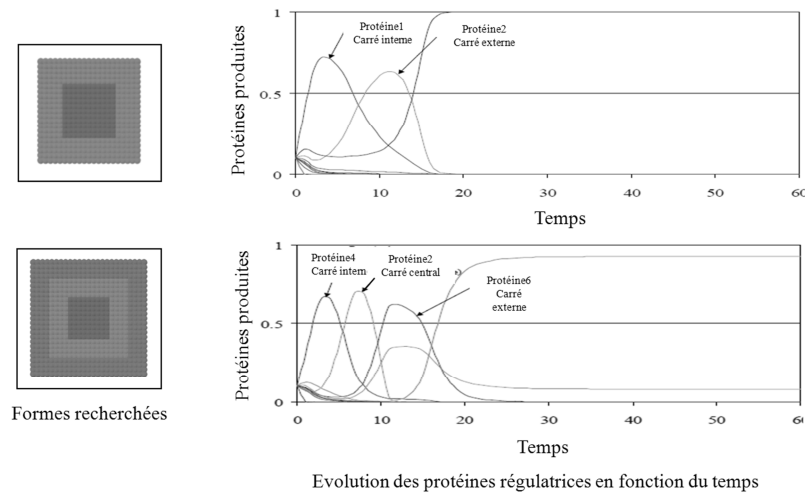 Protéines produites
1
0.5
0
Protéine1
Carré interne
Protéine2
Carré externe
0
10
20
30
40
50
60
Temps
Protéines produites
1
0.5
0
Protéine4
Carré intern
Protéine2
Carré central
Protéine6
Carré
externe
0
10
20
30
40
50
60
Temps
Formes recherchées
Evolution des protéines régulatrices en fonction du temps